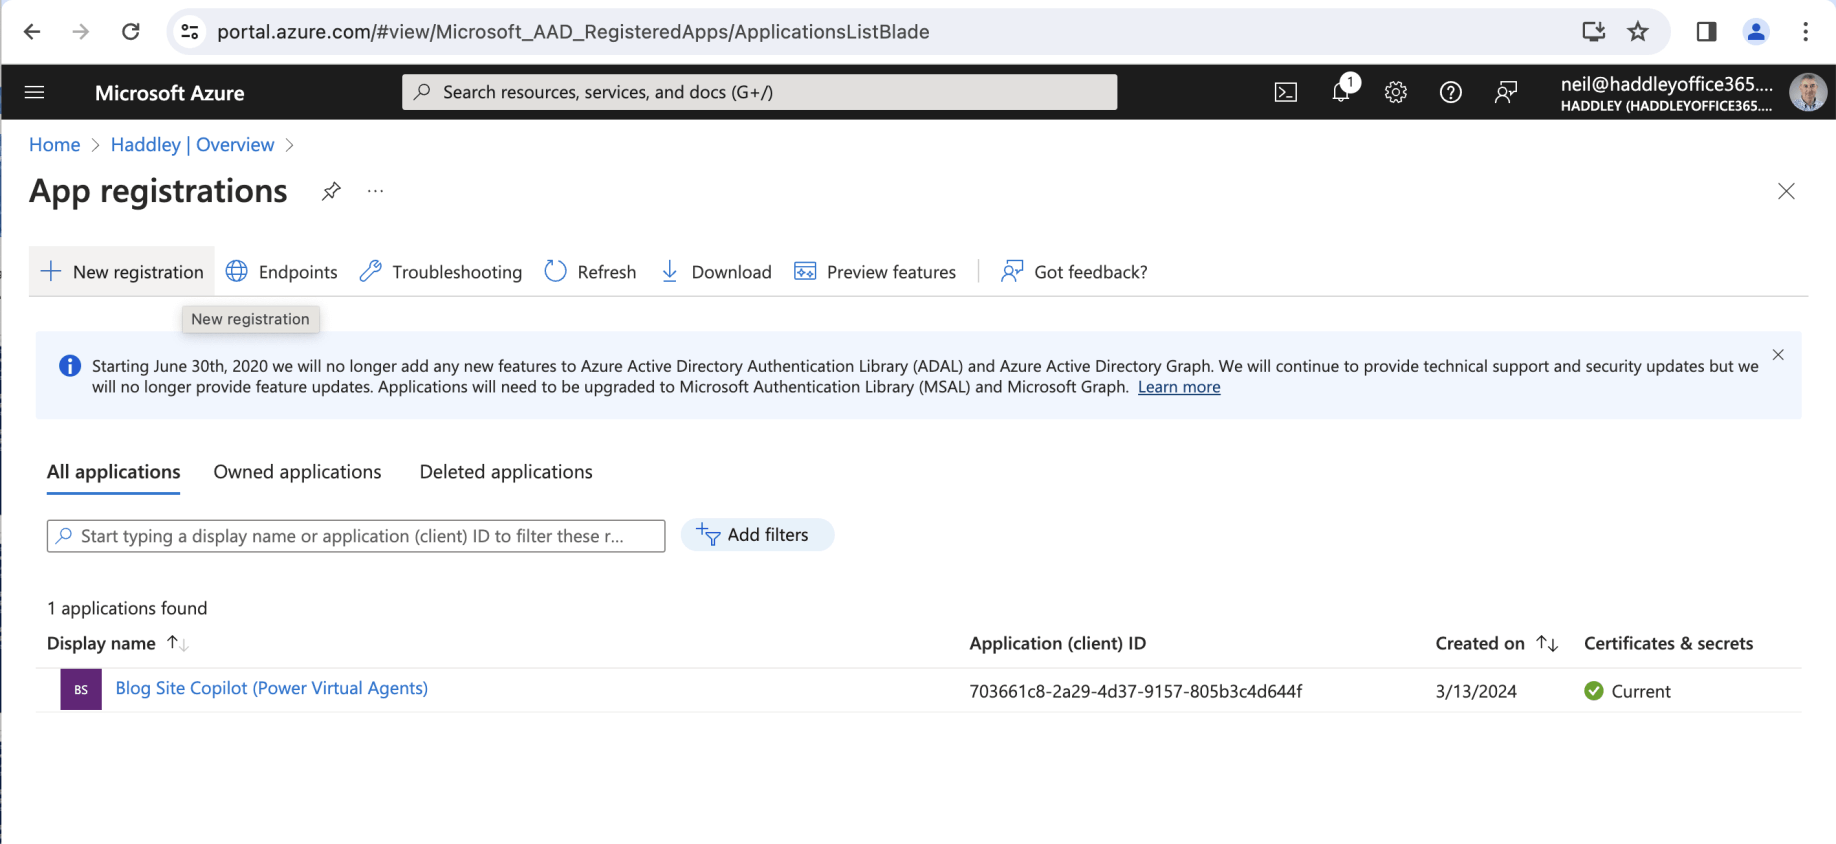 portal.azure.com/#view/Microsoft_AAD_RegisteredApps/ApplicationsListBlade
Microsoft Azure
Search resources, services, and docs (G+/)
1
neil@haddleyoffice365....
HADDLEY (HADDLEYOFFICE365....
Home > Haddley | Overview >
App registrations
New registration
Endpoints
Troubleshooting
Refresh
Download
Preview features
Got feedback?
New registration
Starting June 30th, 2020 we will no longer add any new features to Azure Active Directory Authentication Library (ADAL) and Azure Active Directory Graph. We will continue to provide technical support and security updates but we
will no longer provide feature updates. Applications will need to be upgraded to Microsoft Authentication Library (MSAL) and Microsoft Graph. Learn more
All applications
Owned applications
Deleted applications
Start typing a display name or application (client) ID to filter these r...
Add filters
1 applications found
Display name
Application (client) ID
Created on
Certificates & secrets
BS
Blog Site Copilot (Power Virtual Agents)
703661c8-2a29-4d37-9157-805b3c4d644f
3/13/2024
Current